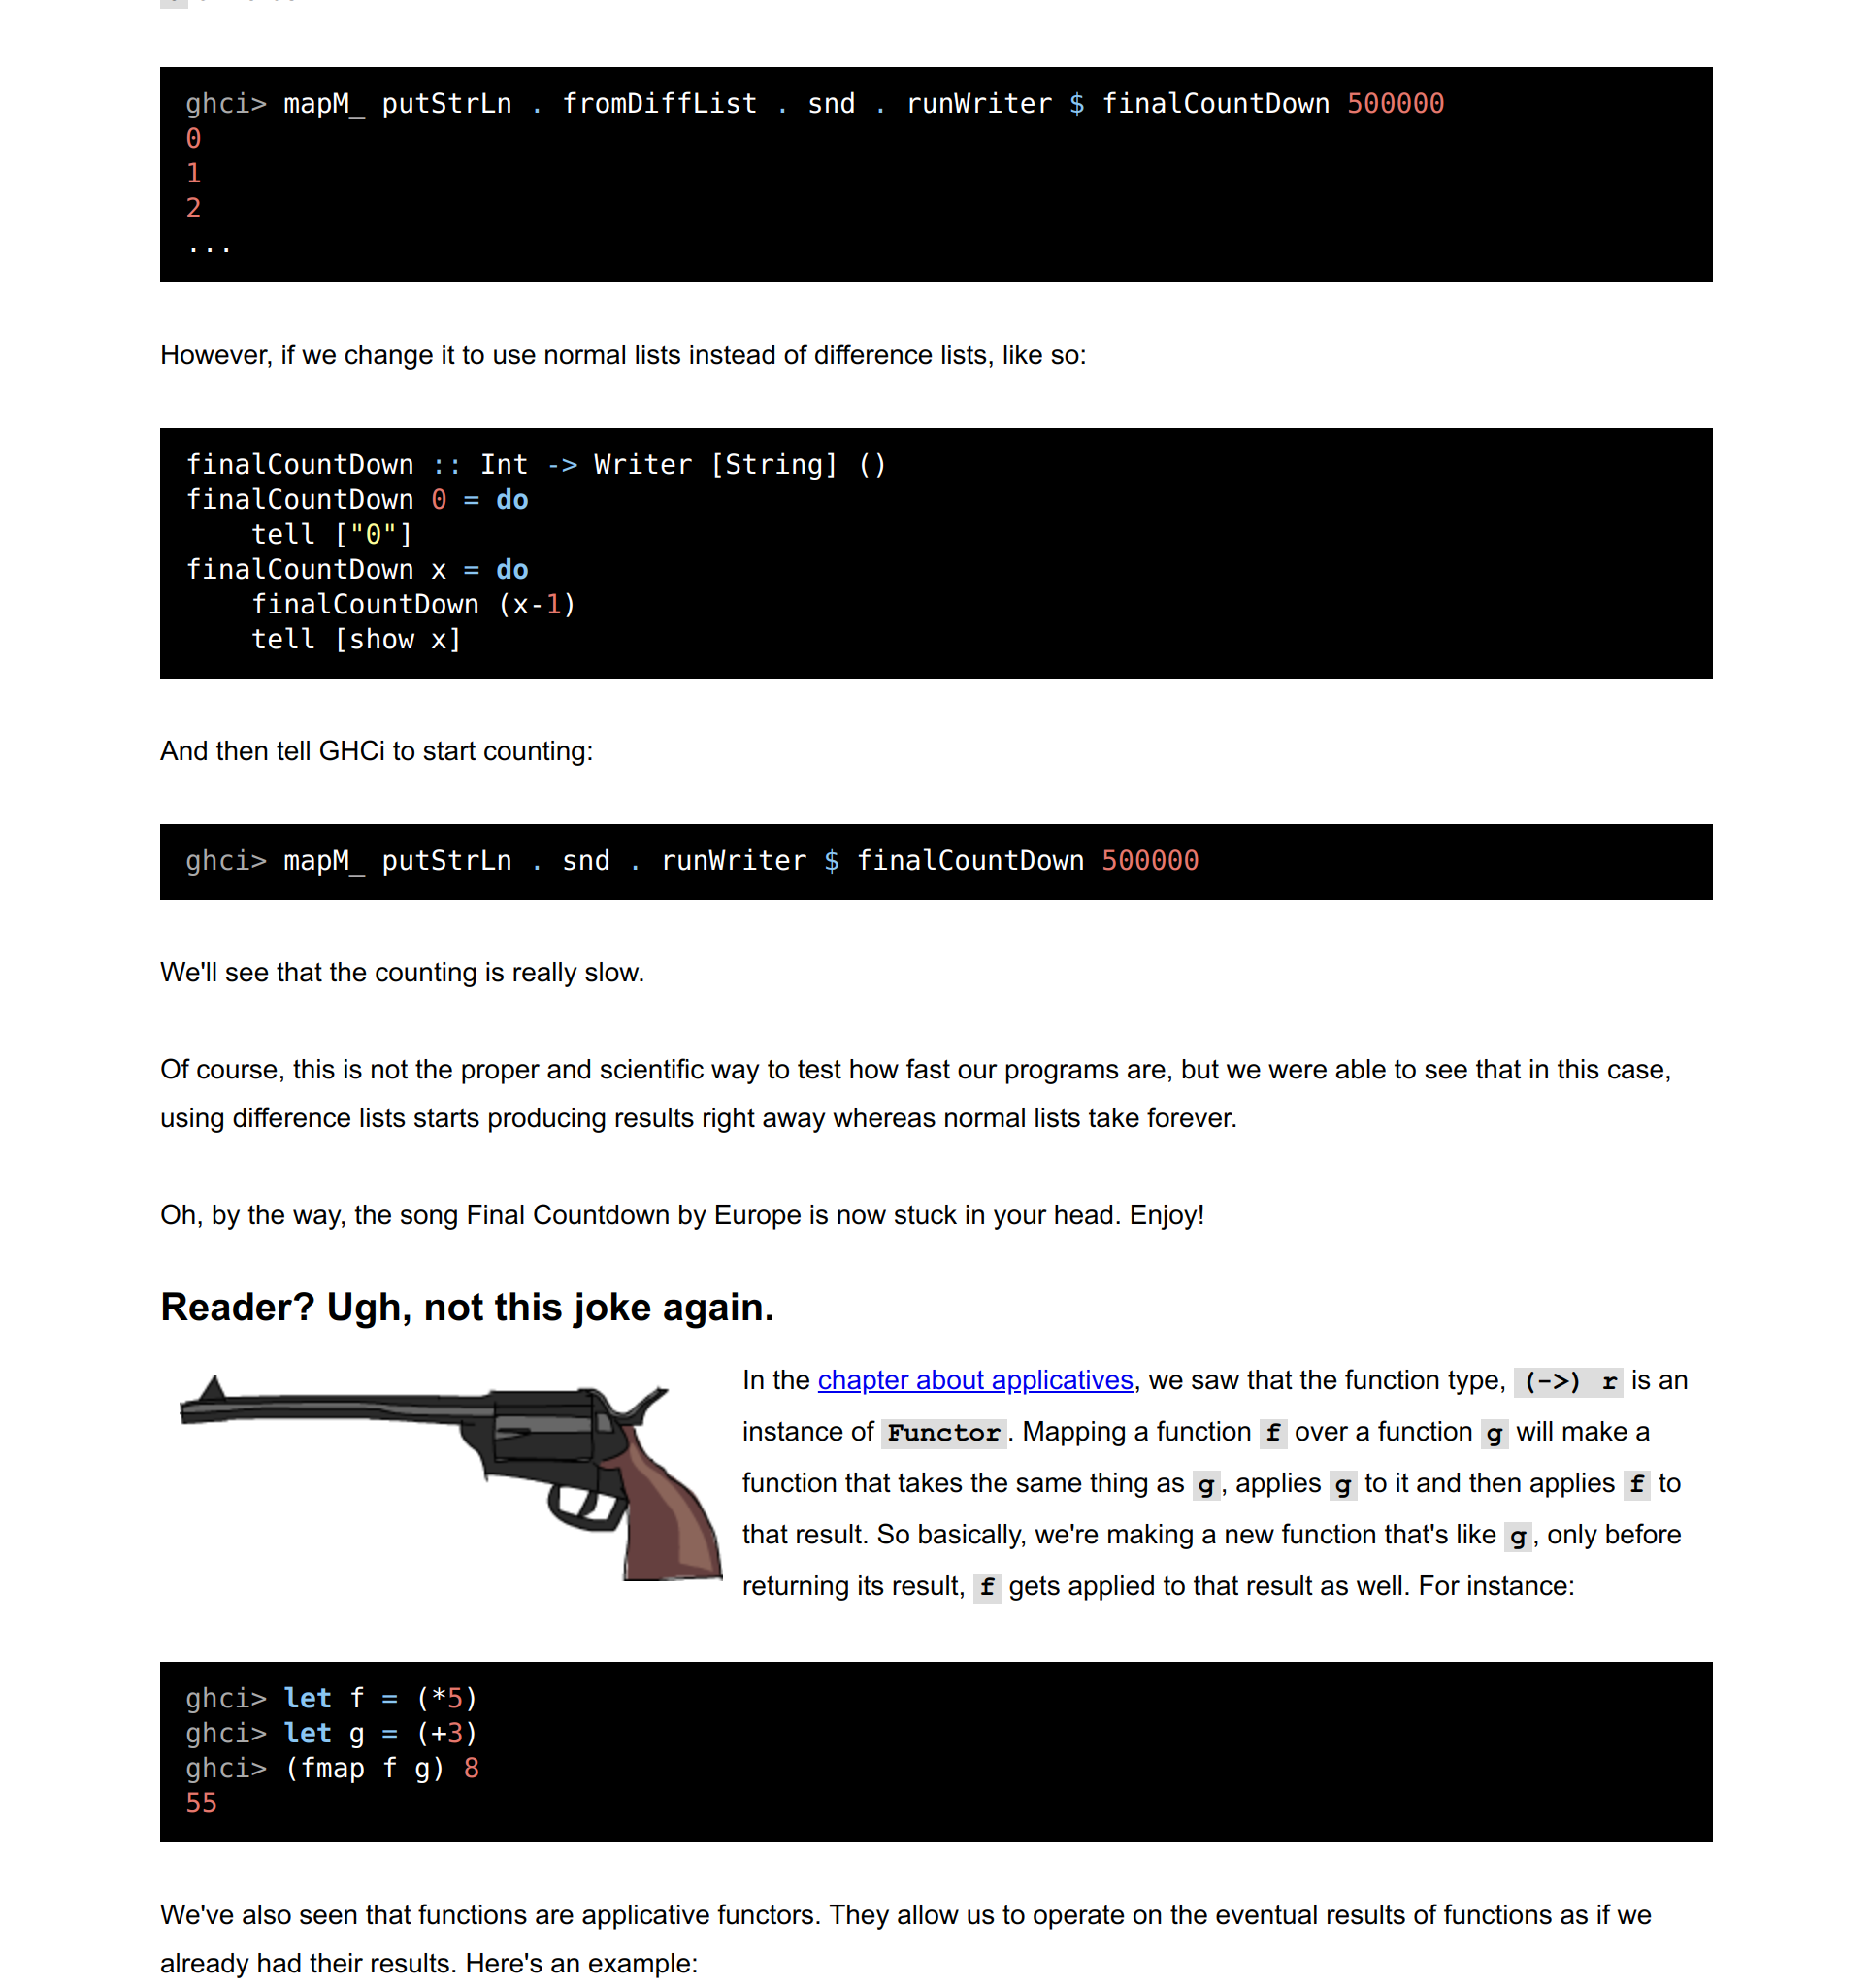 ghci> mapM_ putStrLn . fromDiffList . snd . runWriter $ finalCountDown 500000
0
1
2
...
However, if we change it to use normal lists instead of difference lists, like so:
finalCountDown :: Int -> Writer [String] ()
finalCountDown 0 = do
    tell ["0"]
finalCountDown x = do
    finalCountDown (x-1)
    tell [show x]
And then tell GHCi to start counting:
ghci> mapM_ putStrLn . snd . runWriter $ finalCountDown 500000
We'll see that the counting is really slow.
Of course, this is not the proper and scientific way to test how fast our programs are, but we were able to see that in this case,
using difference lists starts producing results right away whereas normal lists take forever.
Oh, by the way, the song Final Countdown by Europe is now stuck in your head. Enjoy!
Reader? Ugh, not this joke again.
In the chapter about applicatives, we saw that the function type, (->) r is an
instance of Functor. Mapping a function f over a function g will make a
function that takes the same thing as g, applies g to it and then applies f to
that result. So basically, we're making a new function that's like g, only before
returning its result, f gets applied to that result as well. For instance:
ghci> let f = (*5)
ghci> let g = (+3)
ghci> (fmap f g) 8
55
We've also seen that functions are applicative functors. They allow us to operate on the eventual results of functions as if we
already had their results. Here's an example: